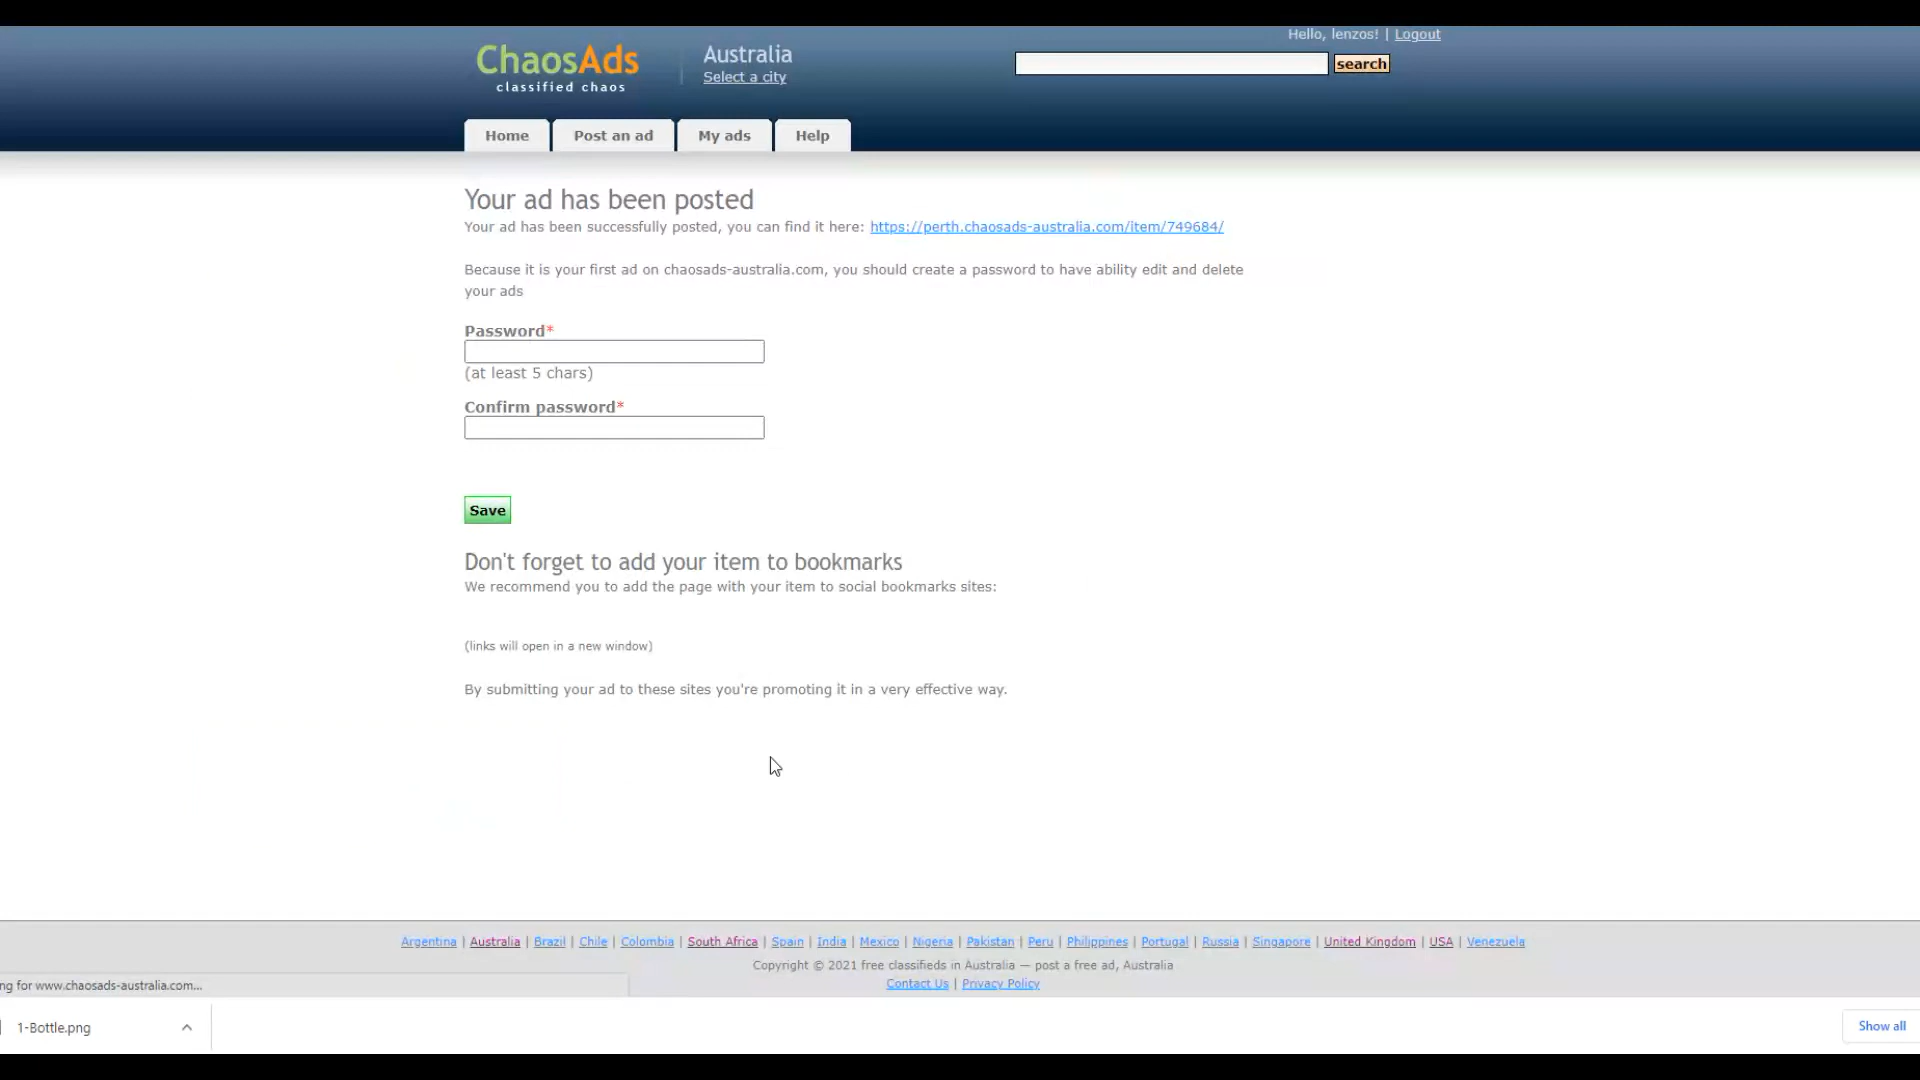 Hello, lenzos! | Logout
ChaosAds
classified chaos
Australia
Select a city
search
Home
Post an ad
My ads
Help
Your ad has been posted
Your ad has been successfully posted, you can find it here: https://perth.chaosads-australia.com/item/749684/
Because it is your first ad on chaosads-australia.com, you should create a password to have ability edit and delete
your ads
Password*
(at least 5 chars)
Confirm password*
Save
Don't forget to add your item to bookmarks
We recommend you to add the page with your item to social bookmarks sites:
(links will open in a new window)
By submitting your ad to these sites you're promoting it in a very effective way.
Argentina | Australia | Brazil | Chile | Colombia | South Africa | Spain | India | Mexico | Nigeria | Pakistan | Peru | Philippines | Portugal | Russia | Singapore | United Kingdom | USA | Venezuela
Copyright © 2021 free classifieds in Australia — post a free ad, Australia
Contact Us | Privacy Policy
ng for www.chaosads-australia.com...
1-Bottle.png
Show all